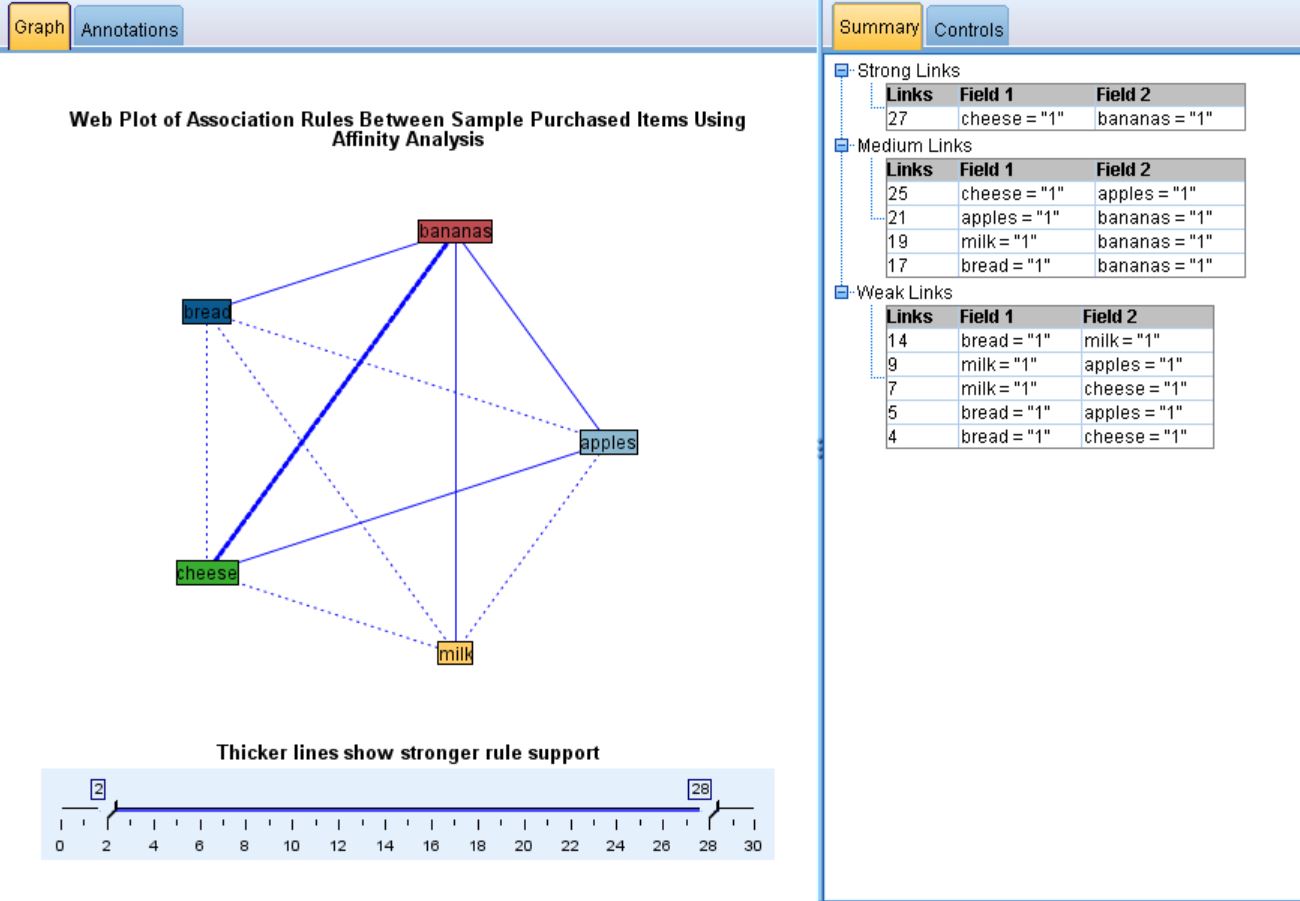 Graph Annotations
Summary Controls
Web Plot of Association Rules Between Sample Purchased Items Using
Affinity Analysis
bananas
bread
apples
cheese
milk
Thicker lines show stronger rule support
2 28
0 2 4 6 8 10 12 14 16 18 20 22 24 26 28 30
Strong Links
Links Field 1 Field 2
27 cheese = "1" bananas = "1"
Medium Links
Links Field 1 Field 2
25 cheese = "1" apples = "1"
21 apples = "1" bananas = "1"
19 milk = "1" bananas = "1"
17 bread = "1" bananas = "1"
Weak Links
Links Field 1 Field 2
14 bread = "1" milk = "1"
9 milk = "1" apples = "1"
7 milk = "1" cheese = "1"
5 bread = "1" apples = "1"
4 bread = "1" cheese = "1"